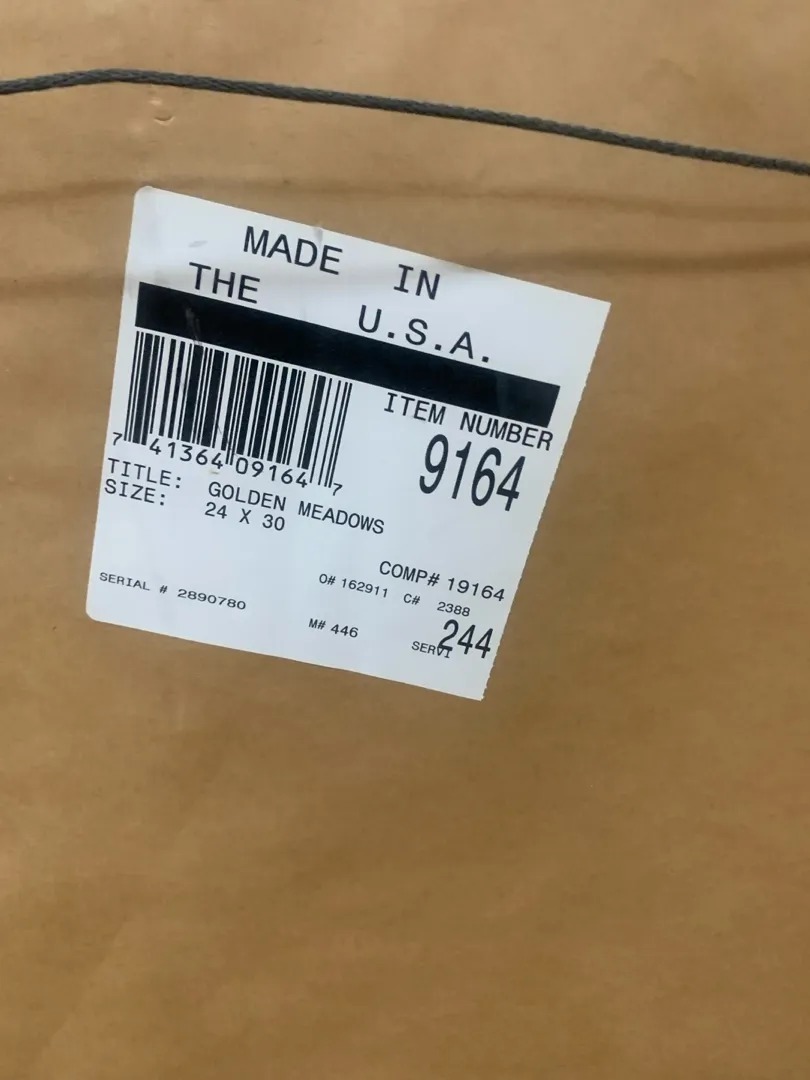 MADE IN
THE U.S.A.
ITEM NUMBER
9164
7 41364 09164 7
TITLE: GOLDEN MEADOWS
SIZE: 24 X 30
COMP# 19164
O# 162911 C# 2388
SERIAL # 2890780
M# 446
SERVI 244